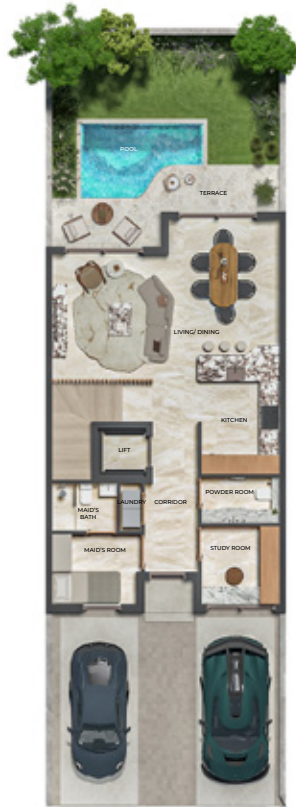 POOL
TERRACE
LIVING/ DINING
KITCHEN
LIFT
POWDER ROOM
MAID'S
BATH
LAUNDRY
CORRIDOR
MAID'S ROOM
STUDY ROOM